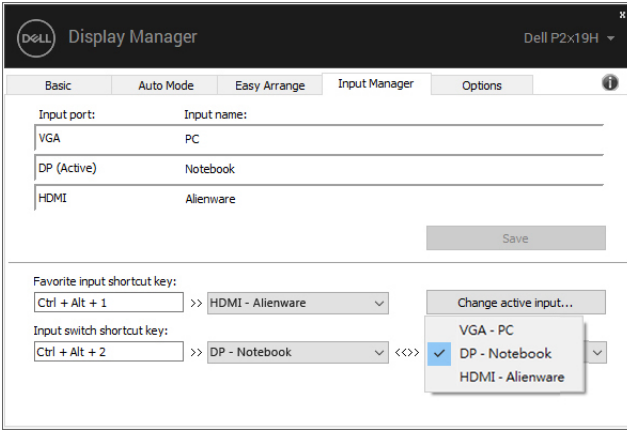 x
DELL Display Manager Dell P2x19H
Basic Auto Mode Easy Arrange Input Manager Options i
Input port: Input name:
VGA PC
DP (Active) Notebook
HDMI Alienware
Save
Favorite input shortcut key:
Ctrl + Alt + 1 >> HDMI - Alienware Change active input...
VGA - PC
Input switch shortcut key:
Ctrl + Alt + 2 >> DP - Notebook <<>> DP - Notebook
HDMI - Alienware